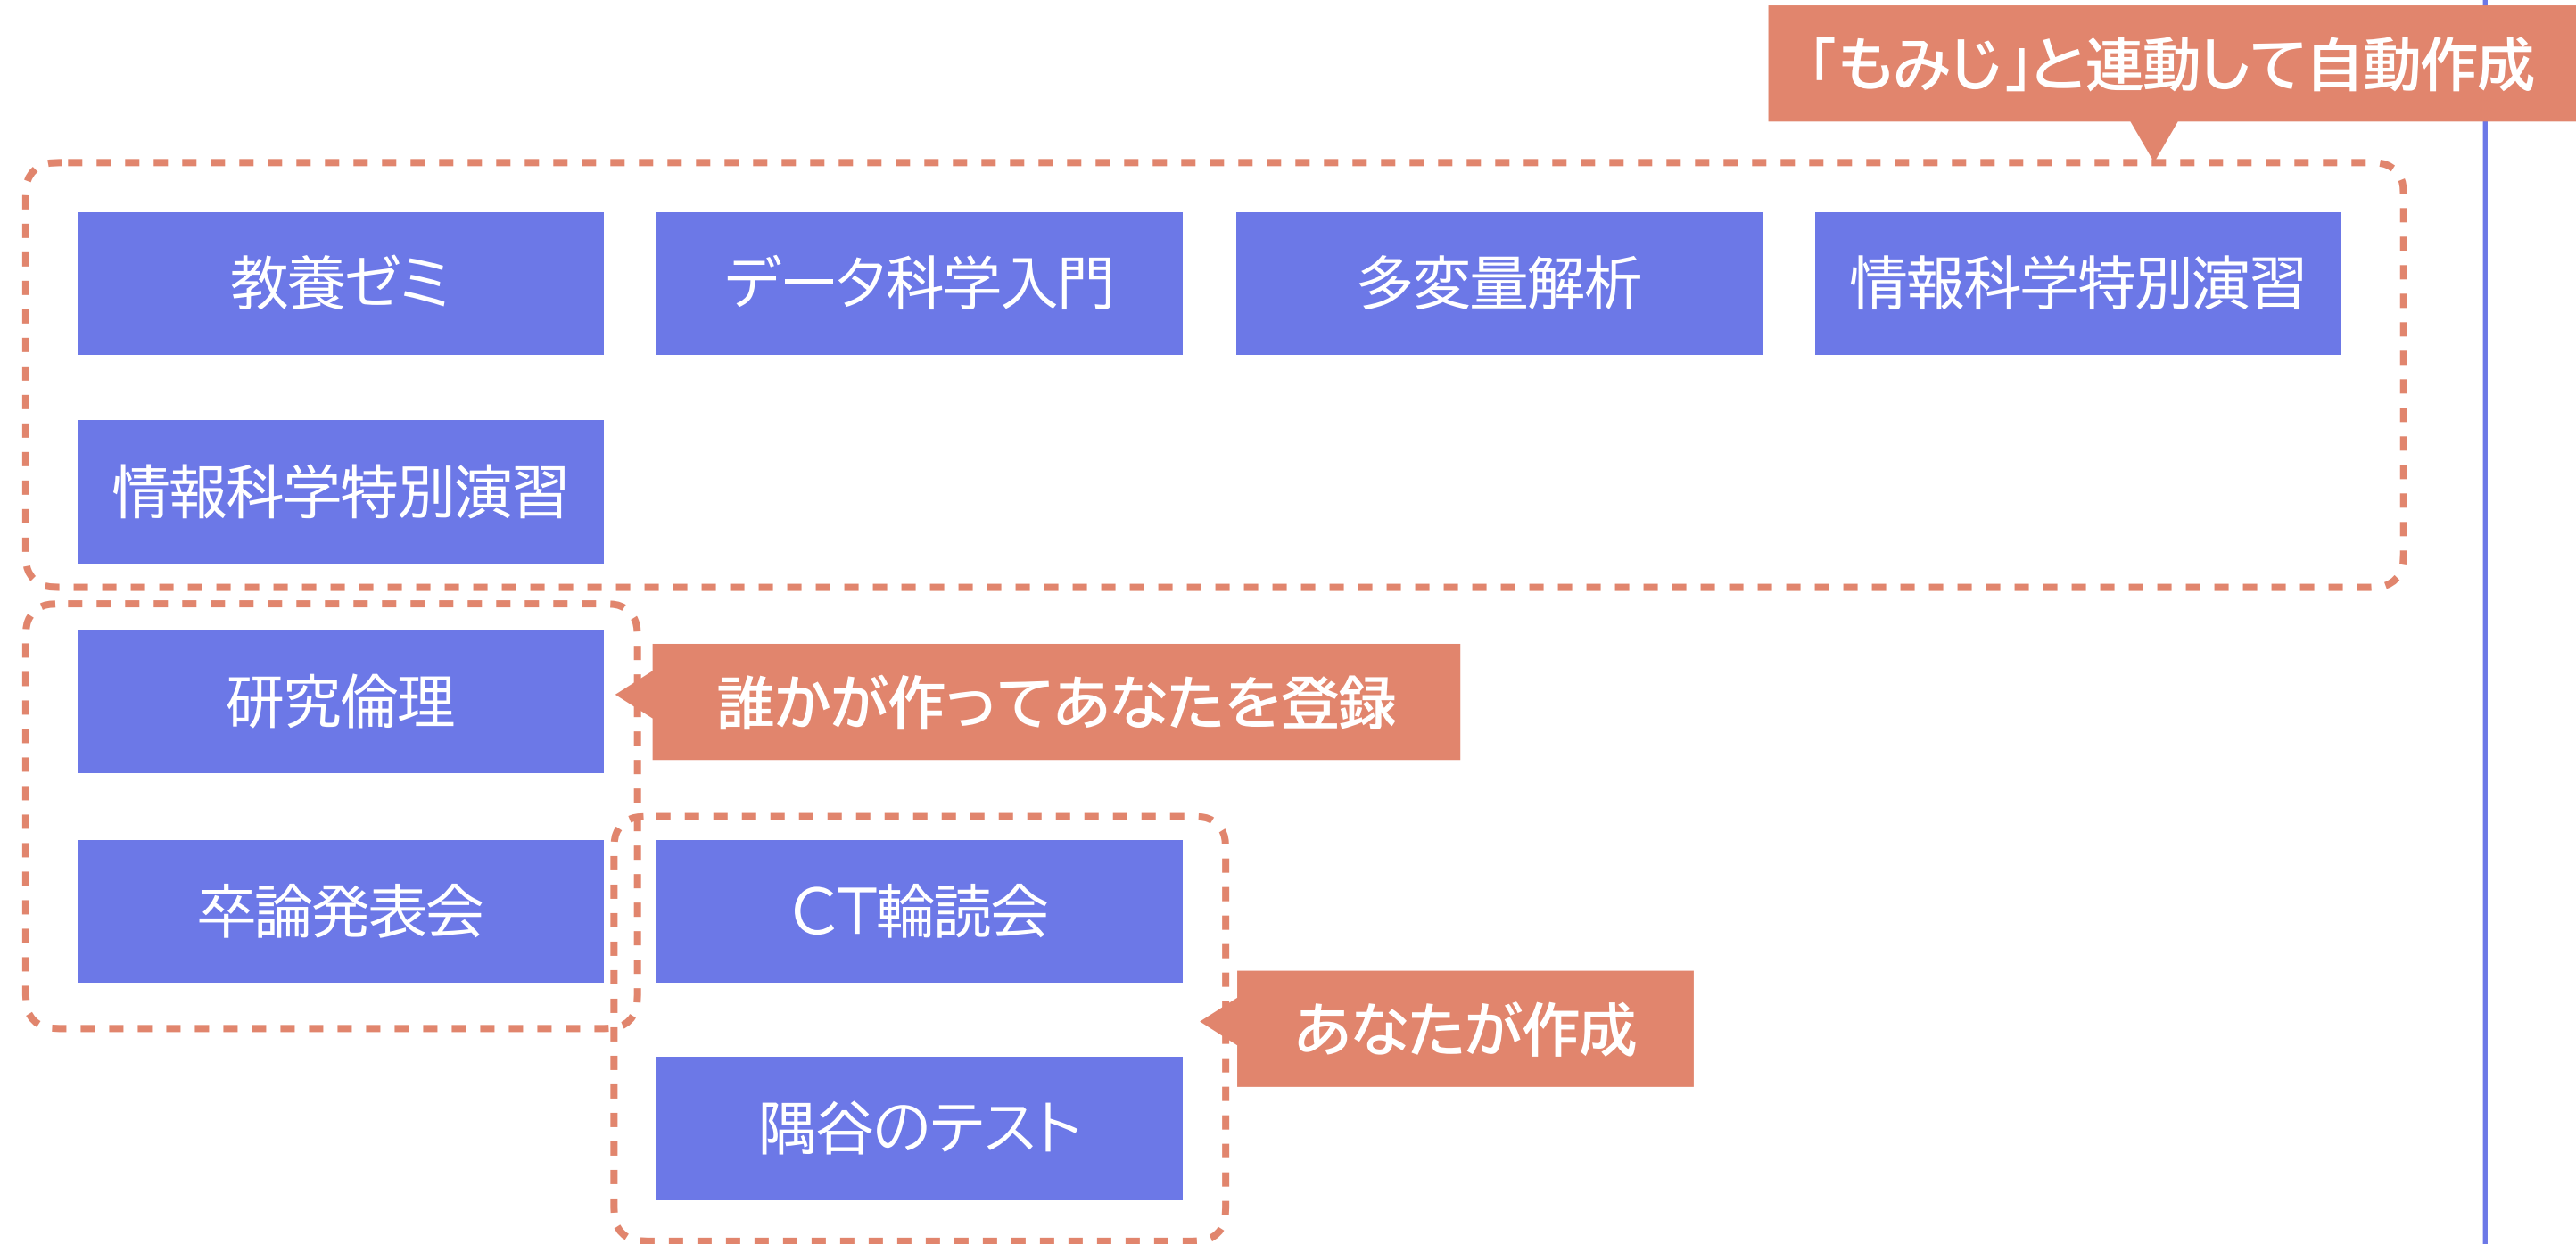 「もみじ」と連動して自動作成
教養ゼミ
データ科学入門
多変量解析
情報科学特別演習
情報科学特別演習
研究倫理
誰かが作ってあなたを登録
卒論発表会
CT輪読会
あなたが作成
隅谷のテスト